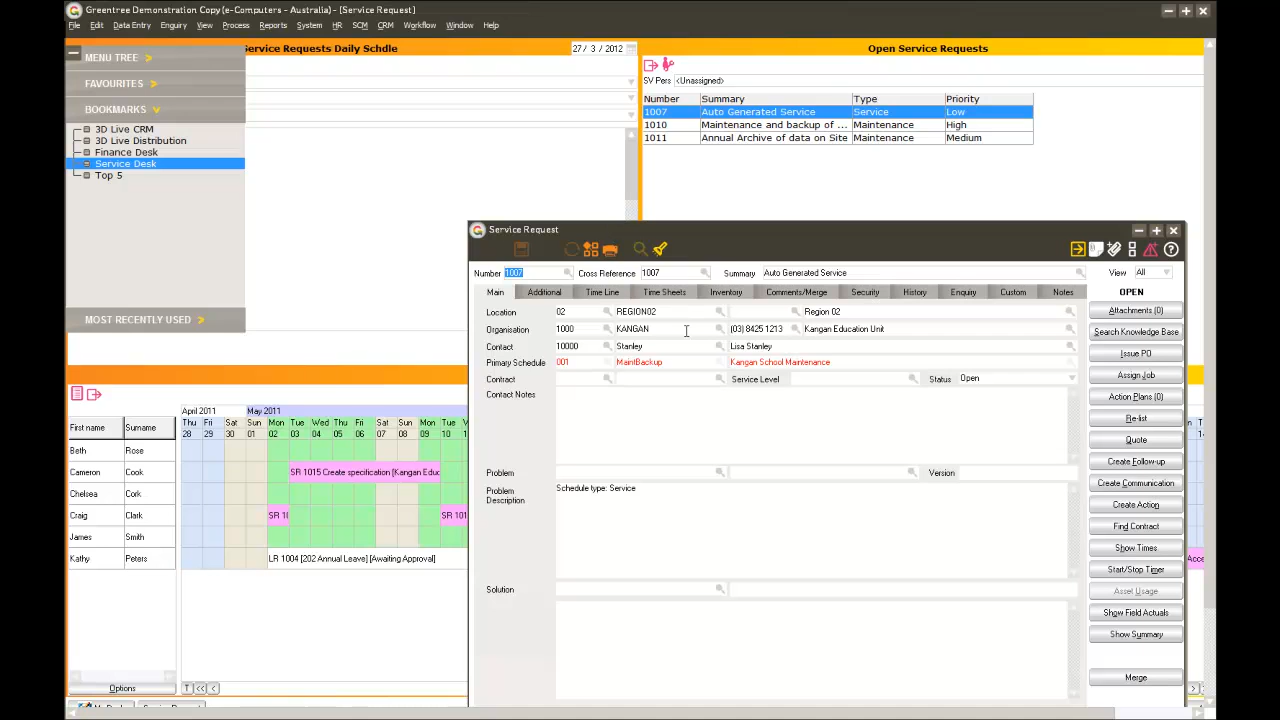 Greentree Demonstration Copy (e-Computers - Australia) - [Service Request]
File Edit Data Entry Enquiry View Process Reports System HR SCM CRM Workflow Window Help
Service Requests Daily Schdle
27/ 3 / 2012
Open Service Requests
MENU TREE
FAVOURITES
BOOKMARKS
3D Live CRM
3D Live Distribution
Finance Desk
Service Desk
Top 5
MOST RECENTLY USED
SV Pers <Unassigned>
Number Summary Type Priority
1007 Auto Generated Service Service Low
1010 Maintenance and backup of ... Maintenance High
1011 Annual Archive of data on Site Maintenance Medium
Service Request
Number 1007 Cross Reference 1007 Summary Auto Generated Service View All
Main Additional Time Line Time Sheets Inventory Comments/Merge Security History Enquiry Custom Notes
OPEN
Location 02 REGION02 Region 02
Organisation 1000 KANGAN (03) 8425 1213 Kangan Education Unit
Contact 10000 Stanley Lisa Stanley
Primary Schedule 001 MaintBackup Kangan School Maintenance
Contract Service Level Status Open
Contact Notes
Problem Version
Problem Description
Schedule type: Service
Solution
Attachments (0)
Search Knowledge Base
Issue PO
Assign Job
Action Plans (0)
Re-list
Quote
Create Follow-up
Create Communication
Create Action
Find Contract
Show Times
Start/Stop Timer
Asset Usage
Show Field Actuals
Show Summary
Merge
April 2011 May 2011
First name Surname
Thu Fri Sat Sun Mon Tue Wed Thu Fri Sat Sun Mon Tue
28 29 30 01 02 03 04 05 06 07 08 09 10
Beth Rose
Cameron Cook
SR 1015 Create specification [Kangan Educ
Chelsea Cork
Craig Clark
SR 10
SR 101
James Smith
Kathy Peters
LR 1004 [202 Annual Leave] [Awaiting Approval]
Acce
Options
T << <
>